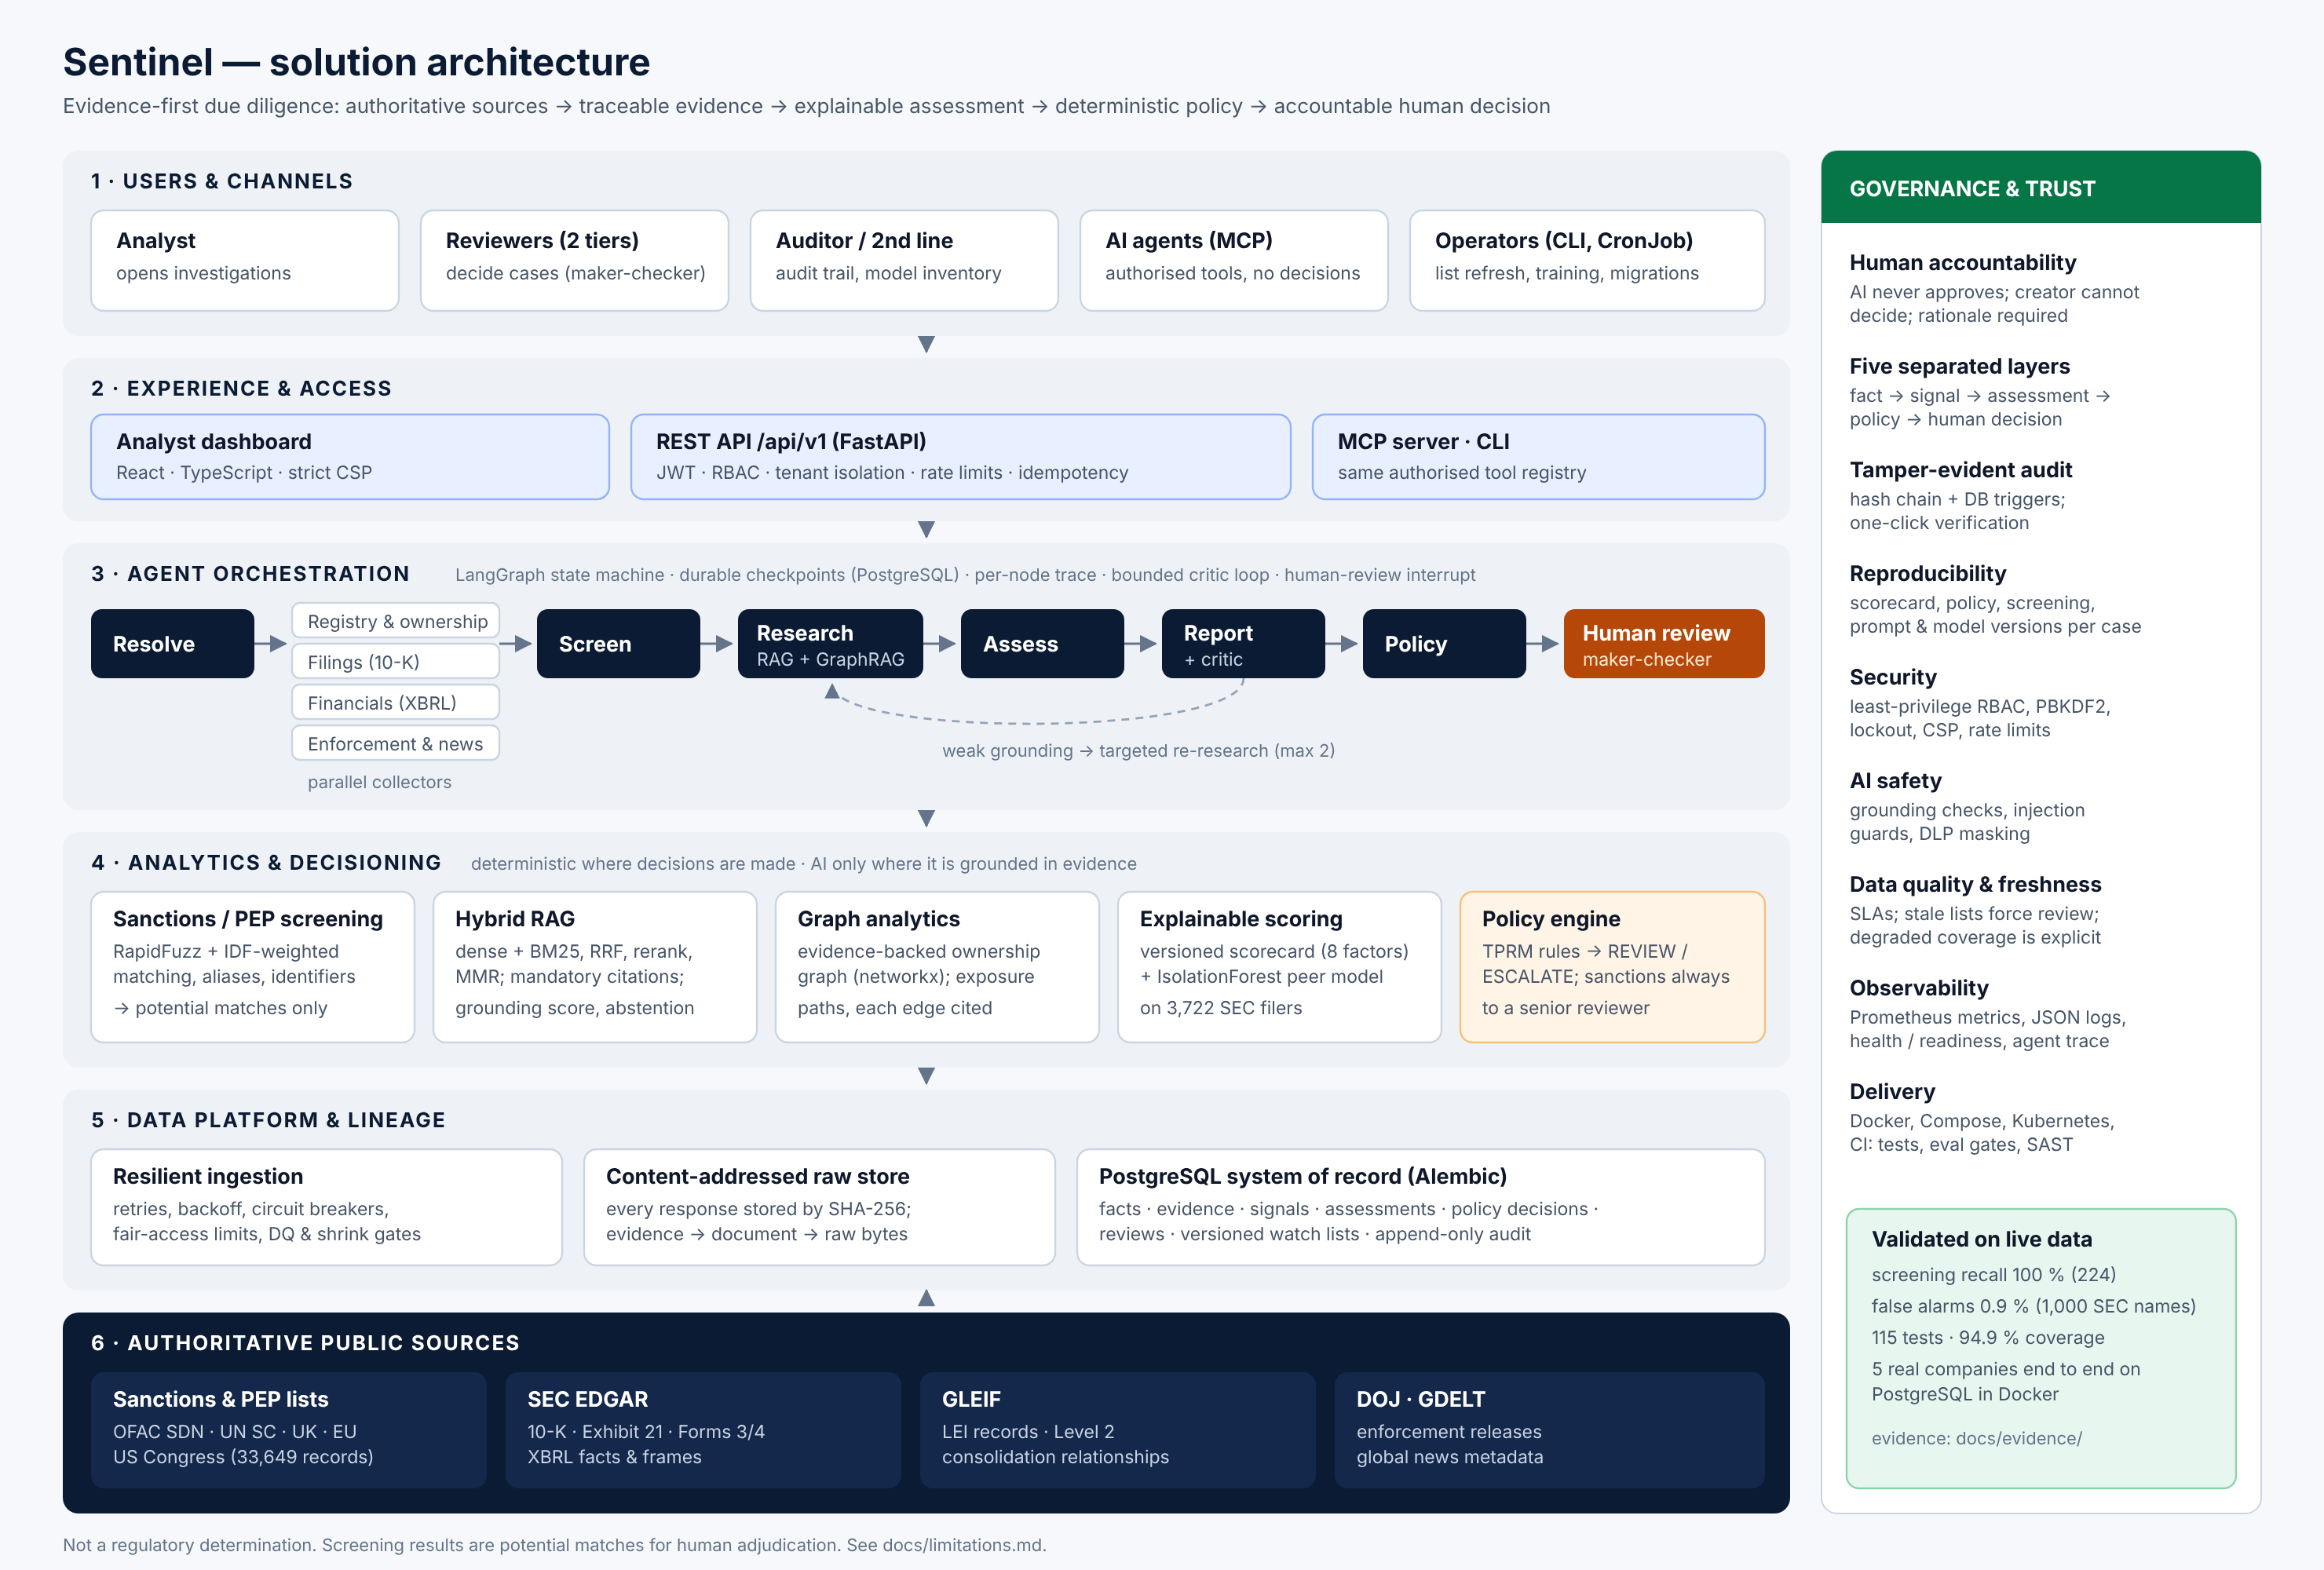 Sentinel — solution architecture
Evidence-first due diligence: authoritative sources → traceable evidence → explainable assessment → deterministic policy → accountable human decision
1 · USERS & CHANNELS
Analyst
opens investigations
Reviewers (2 tiers)
decide cases (maker-checker)
Auditor / 2nd line
audit trail, model inventory
AI agents (MCP)
authorised tools, no decisions
Operators (CLI, CronJob)
list refresh, training, migrations
2 · EXPERIENCE & ACCESS
Analyst dashboard
React · TypeScript · strict CSP
REST API /api/v1 (FastAPI)
JWT · RBAC · tenant isolation · rate limits · idempotency
MCP server · CLI
same authorised tool registry
3 · AGENT ORCHESTRATION
LangGraph state machine · durable checkpoints (PostgreSQL) · per-node trace · bounded critic loop · human-review interrupt
Resolve
Registry & ownership
Filings (10-K)
Financials (XBRL)
Enforcement & news
parallel collectors
Screen
Research
RAG + GraphRAG
Assess
Report
+ critic
Policy
Human review
maker-checker
weak grounding → targeted re-research (max 2)
4 · ANALYTICS & DECISIONING
deterministic where decisions are made · AI only where it is grounded in evidence
Sanctions / PEP screening
RapidFuzz + IDF-weighted
matching, aliases, identifiers
→ potential matches only
Hybrid RAG
dense + BM25, RRF, rerank,
MMR; mandatory citations;
grounding score, abstention
Graph analytics
evidence-backed ownership
graph (networkx); exposure
paths, each edge cited
Explainable scoring
versioned scorecard (8 factors)
+ IsolationForest peer model
on 3,722 SEC filers
Policy engine
TPRM rules → REVIEW /
ESCALATE; sanctions always
to a senior reviewer
5 · DATA PLATFORM & LINEAGE
Resilient ingestion
retries, backoff, circuit breakers,
fair-access limits, DQ & shrink gates
Content-addressed raw store
every response stored by SHA-256;
evidence → document → raw bytes
PostgreSQL system of record (Alembic)
facts · evidence · signals · assessments · policy decisions ·
reviews · versioned watch lists · append-only audit
6 · AUTHORITATIVE PUBLIC SOURCES
Sanctions & PEP lists
OFAC SDN · UN SC · UK · EU
US Congress (33,649 records)
SEC EDGAR
10-K · Exhibit 21 · Forms 3/4
XBRL facts & frames
GLEIF
LEI records · Level 2
consolidation relationships
DOJ · GDELT
enforcement releases
global news metadata
GOVERNANCE & TRUST
Human accountability
AI never approves; creator cannot
decide; rationale required
Five separated layers
fact → signal → assessment →
policy → human decision
Tamper-evident audit
hash chain + DB triggers;
one-click verification
Reproducibility
scorecard, policy, screening,
prompt & model versions per case
Security
least-privilege RBAC, PBKDF2,
lockout, CSP, rate limits
AI safety
grounding checks, injection
guards, DLP masking
Data quality & freshness
SLAs; stale lists force review;
degraded coverage is explicit
Observability
Prometheus metrics, JSON logs,
health / readiness, agent trace
Delivery
Docker, Compose, Kubernetes,
CI: tests, eval gates, SAST
Validated on live data
screening recall 100 % (224)
false alarms 0.9 % (1,000 SEC names)
115 tests · 94.9 % coverage
5 real companies end to end on
PostgreSQL in Docker
evidence: docs/evidence/
Not a regulatory determination. Screening results are potential matches for human adjudication. See docs/limitations.md.